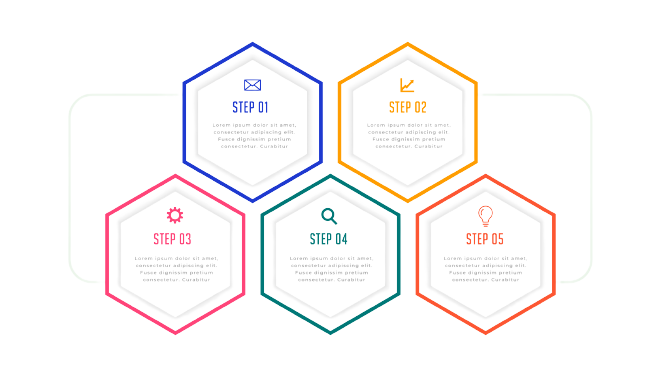 STEP 01
Lorem ipsum dolor sit amet,
consectetur adipiscing elit.
Fusce dignissim pretium
consectetur. Curabitur
STEP 02
Lorem ipsum dolor sit amet,
consectetur adipiscing elit.
Fusce dignissim pretium
consectetur. Curabitur
STEP 03
Lorem ipsum dolor sit amet,
consectetur adipiscing elit.
Fusce dignissim pretium
consectetur. Curabitur
STEP 04
Lorem ipsum dolor sit amet,
consectetur adipiscing elit.
Fusce dignissim pretium
consectetur. Curabitur
STEP 05
Lorem ipsum dolor sit amet,
consectetur adipiscing elit.
Fusce dignissim pretium
consectetur. Curabitur